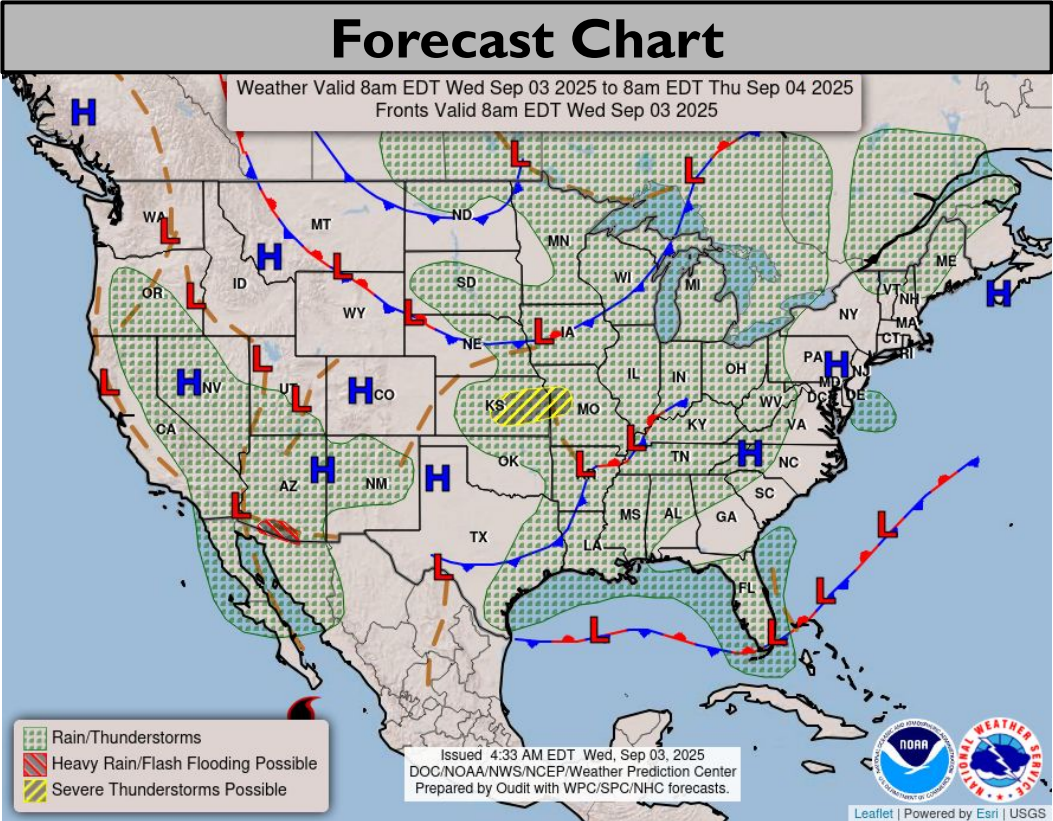 Forecast Chart
Weather Valid 8am EDT Wed Sep 03 2025 to 8am EDT Thu Sep 04 2025
Fronts Valid 8am EDT Wed Sep 03 2025
H
L
L
WA
L
MT
ND
MN
ME
H
L
ID
OR
L
SD
WI
MI
VT
NH
H
WY
L
NE
L
IA
NY
MA
CT
RI
L
L
H
NV
UT
L
H
CO
KS
MO
IL
IN
OH
PA
H
NJ
MD
DC
DE
WV
VA
KY
CA
L
AZ
H
NM
H
OK
L
L
TN
H
NC
SC
TX
LA
MS
AL
GA
L
L
FL
L
L
L
Rain/Thunderstorms
Heavy Rain/Flash Flooding Possible
Severe Thunderstorms Possible
Issued 4:33 AM EDT Wed, Sep 03, 2025
DOC/NOAA/NWS/NCEP/Weather Prediction Center
Prepared by Oudit with WPC/SPC/NHC forecasts.
NOAA
NATIONAL WEATHER SERVICE
Leaflet | Powered by Esri | USGS